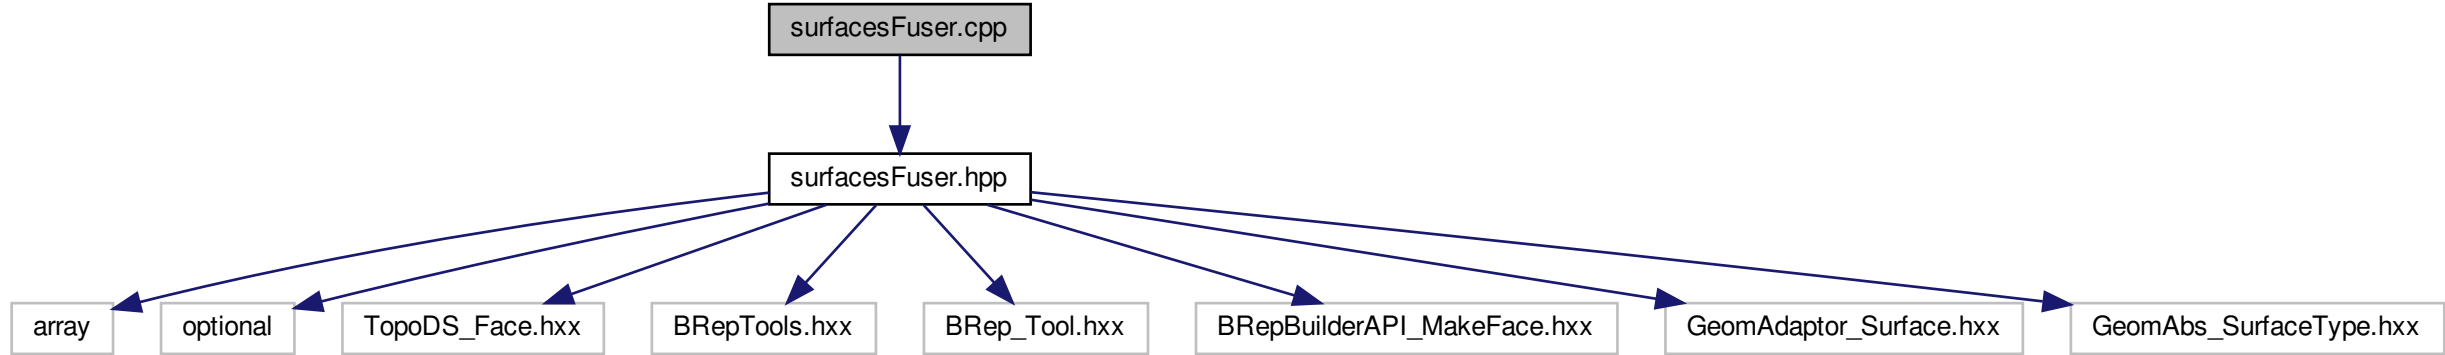 surfacesFuser.cpp
surfacesFuser.hpp
array
optional
TopoDS_Face.hxx
BRepTools.hxx
BRep_Tool.hxx
BRepBuilderAPI_MakeFace.hxx
GeomAdaptor_Surface.hxx
GeomAbs_SurfaceType.hxx